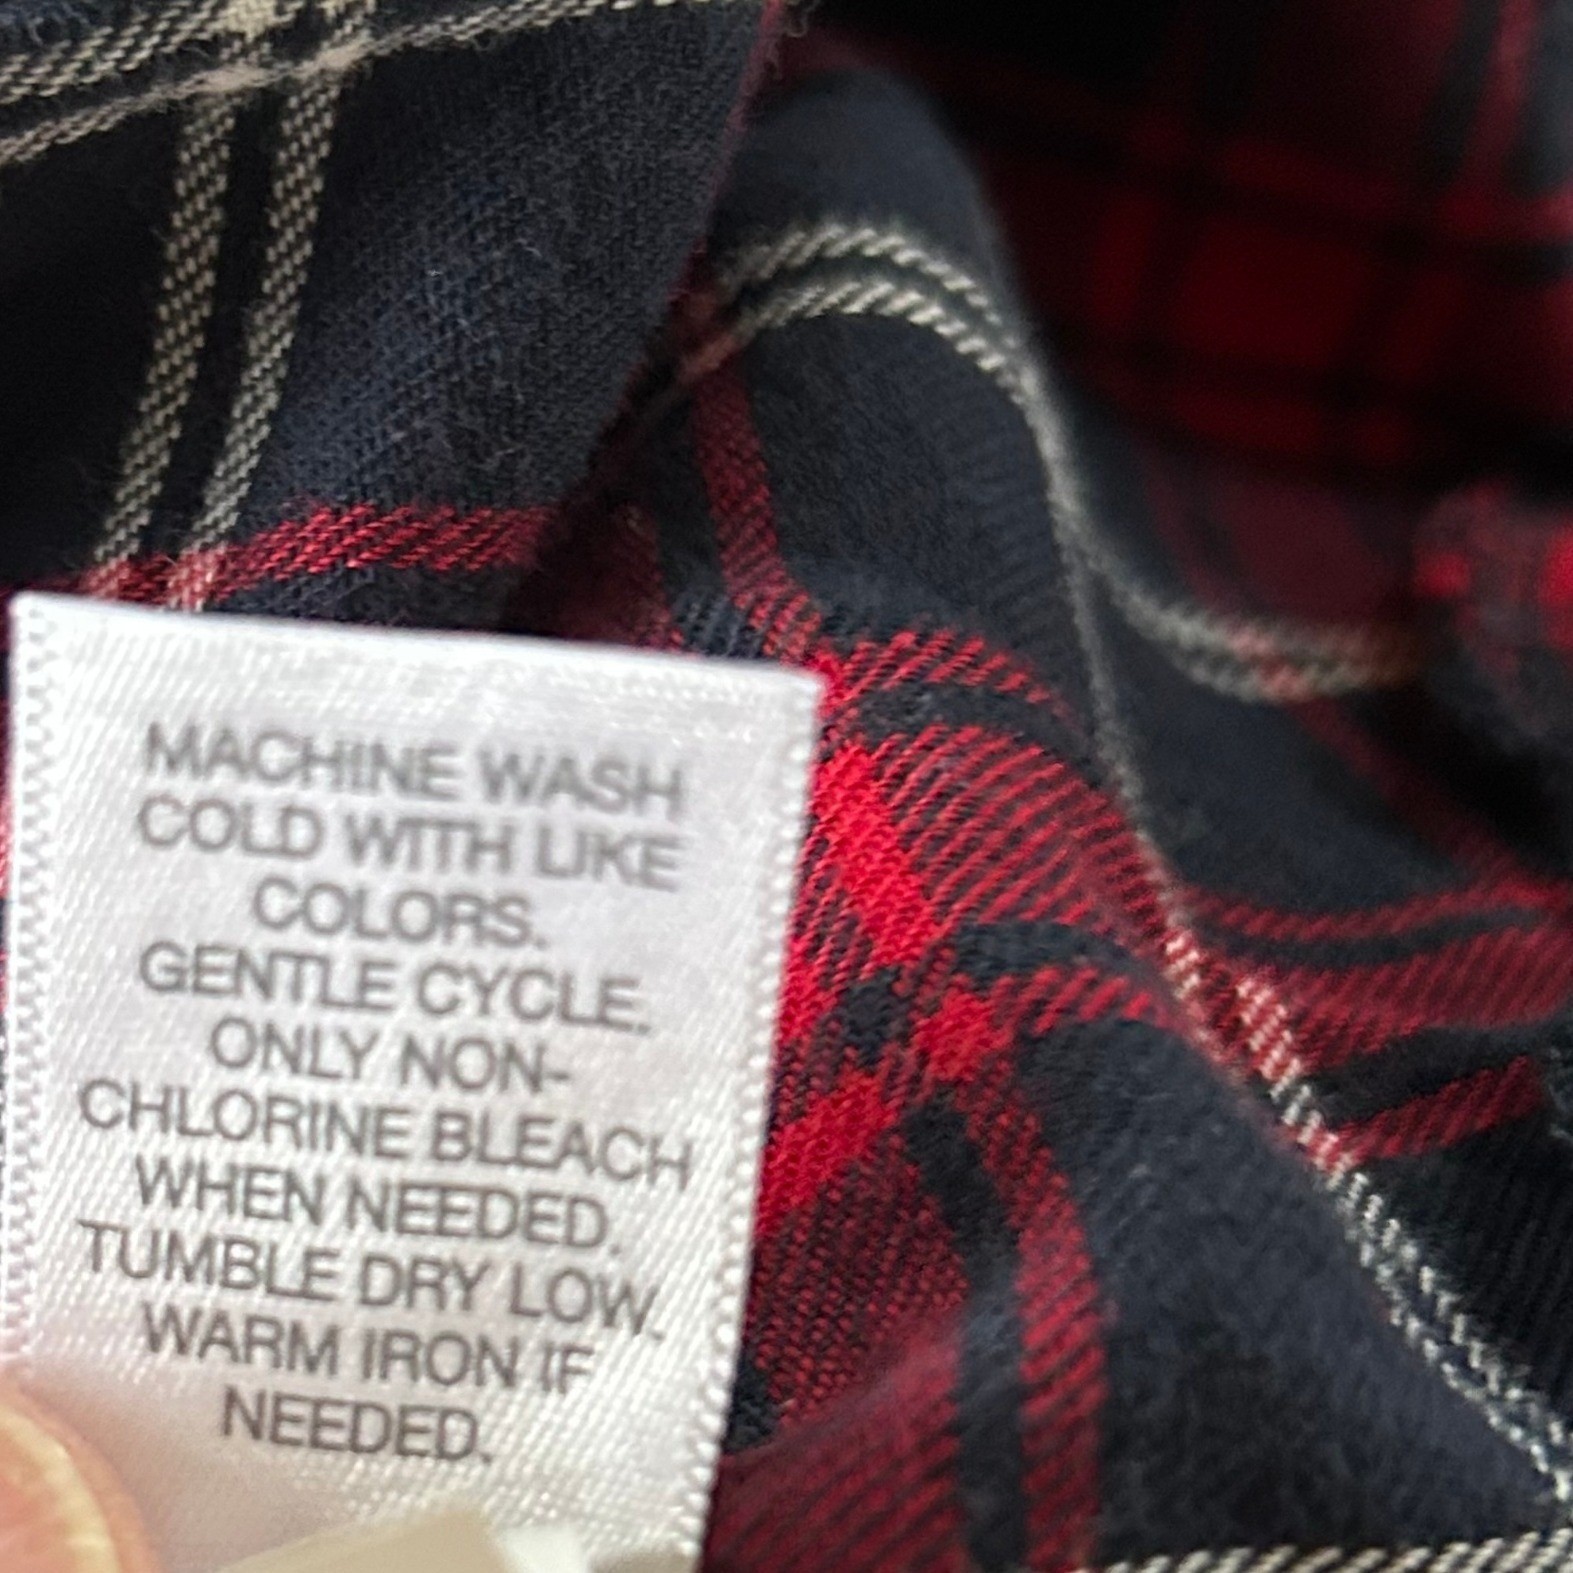 MACHINE WASH
COLD WITH LIKE
COLORS.
GENTLE CYCLE.
ONLY NON-
CHLORINE BLEACH
WHEN NEEDED.
TUMBLE DRY LOW.
WARM IRON IF
NEEDED.